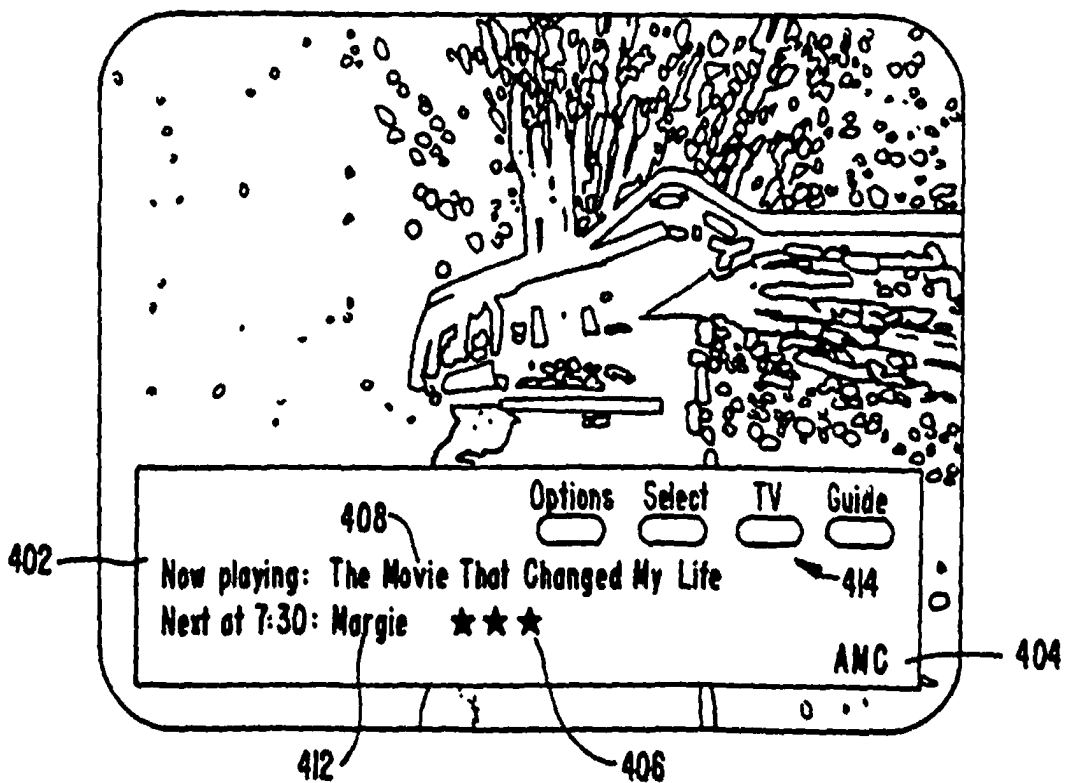 Options Select TV Guide
408
402
Now playing: The Movie That Changed My Life
414
Next at 7:30: Margie ★★★
AMC
404
412
406